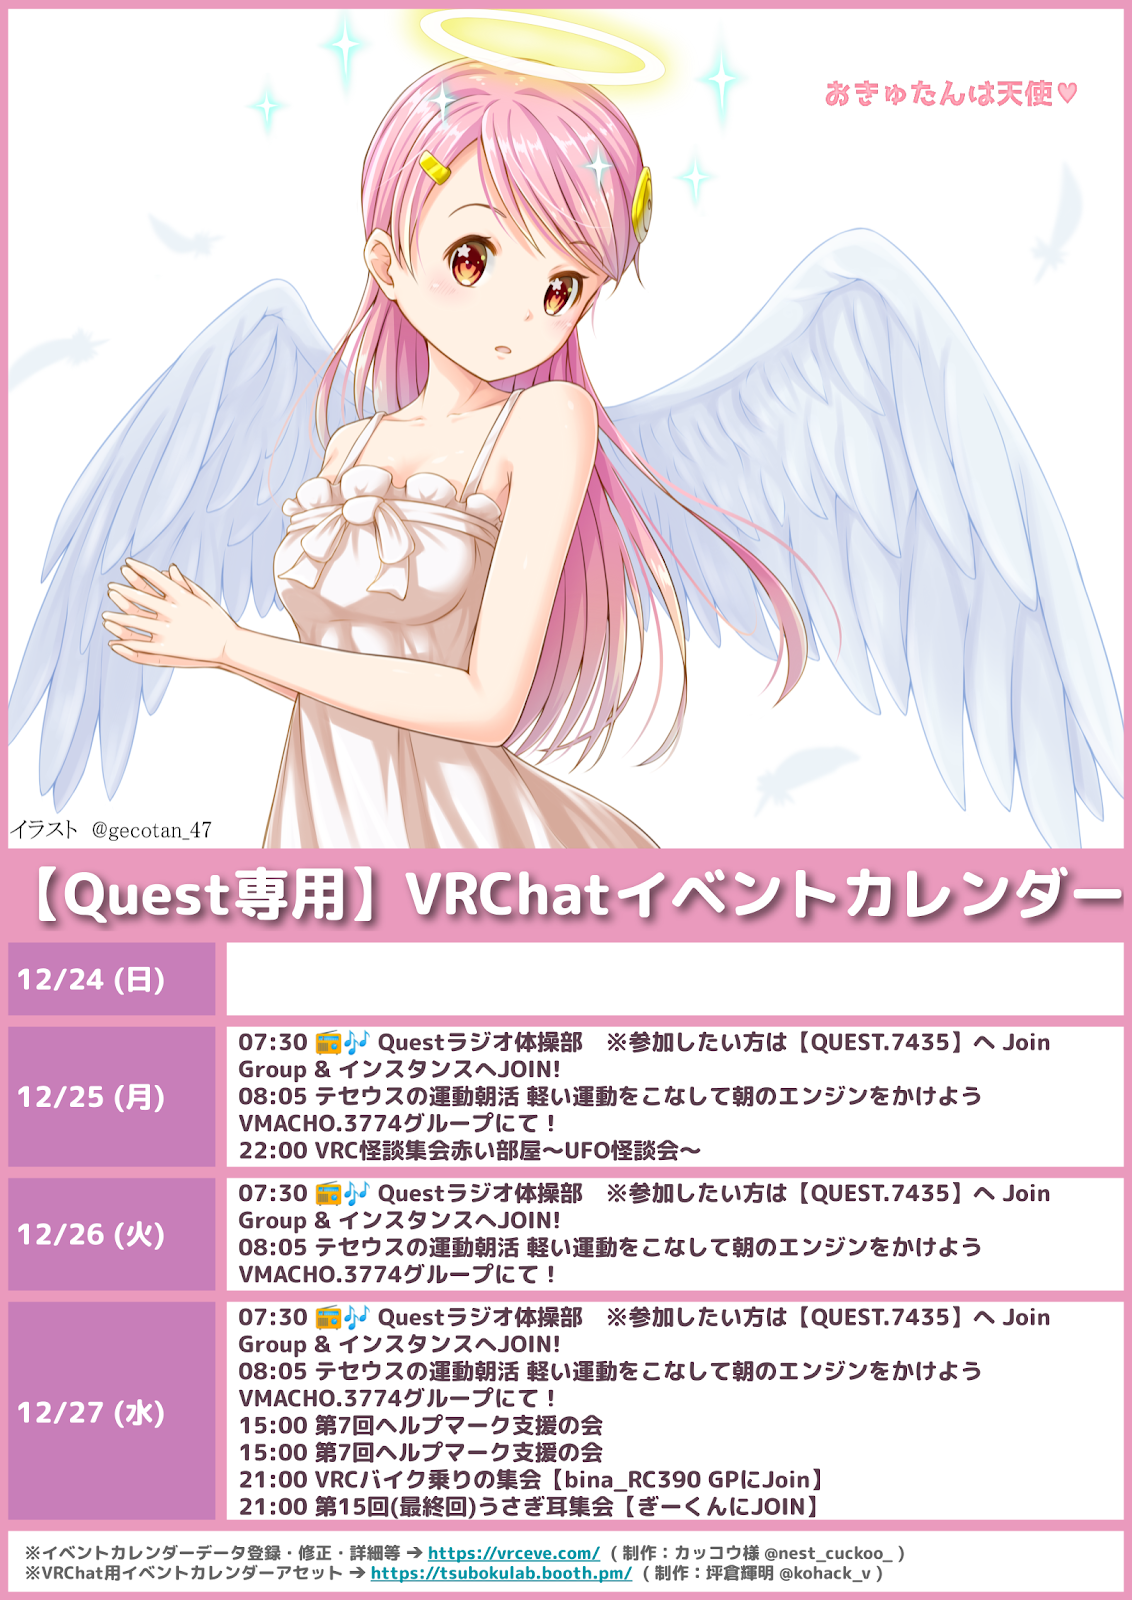 おきゅたんは天使♥
イラスト @gecotan_47
【Quest専用】VRChatイベントカレンダー
12/24 (日)
12/25 (月)
07:30 📻🎶 Questラジオ体操部　※参加したい方は【QUEST.7435】へ Join
Group & インスタンスへJOIN!
08:05 テセウスの運動朝活 軽い運動をこなして朝のエンジンをかけよう
VMACHO.3774グループにて！
22:00 VRC怪談集会赤い部屋～UFO怪談会～
12/26 (火)
07:30 📻🎶 Questラジオ体操部　※参加したい方は【QUEST.7435】へ Join
Group & インスタンスへJOIN!
08:05 テセウスの運動朝活 軽い運動をこなして朝のエンジンをかけよう
VMACHO.3774グループにて！
12/27 (水)
07:30 📻🎶 Questラジオ体操部　※参加したい方は【QUEST.7435】へ Join
Group & インスタンスへJOIN!
08:05 テセウスの運動朝活 軽い運動をこなして朝のエンジンをかけよう
VMACHO.3774グループにて！
15:00 第7回ヘルプマーク支援の会
15:00 第7回ヘルプマーク支援の会
21:00 VRCバイク乗りの集会【bina_RC390 GPにJoin】
21:00 第15回(最終回)うさぎ耳集会【ぎーくんにJOIN】
※イベントカレンダーデータ登録・修正・詳細等 ➔ https://vrceve.com/ ( 制作：カッコウ様 @nest_cuckoo_ )
※VRChat用イベントカレンダーアセット ➔ https://tsubokulab.booth.pm/ ( 制作：坪倉輝明 @kohack_v )